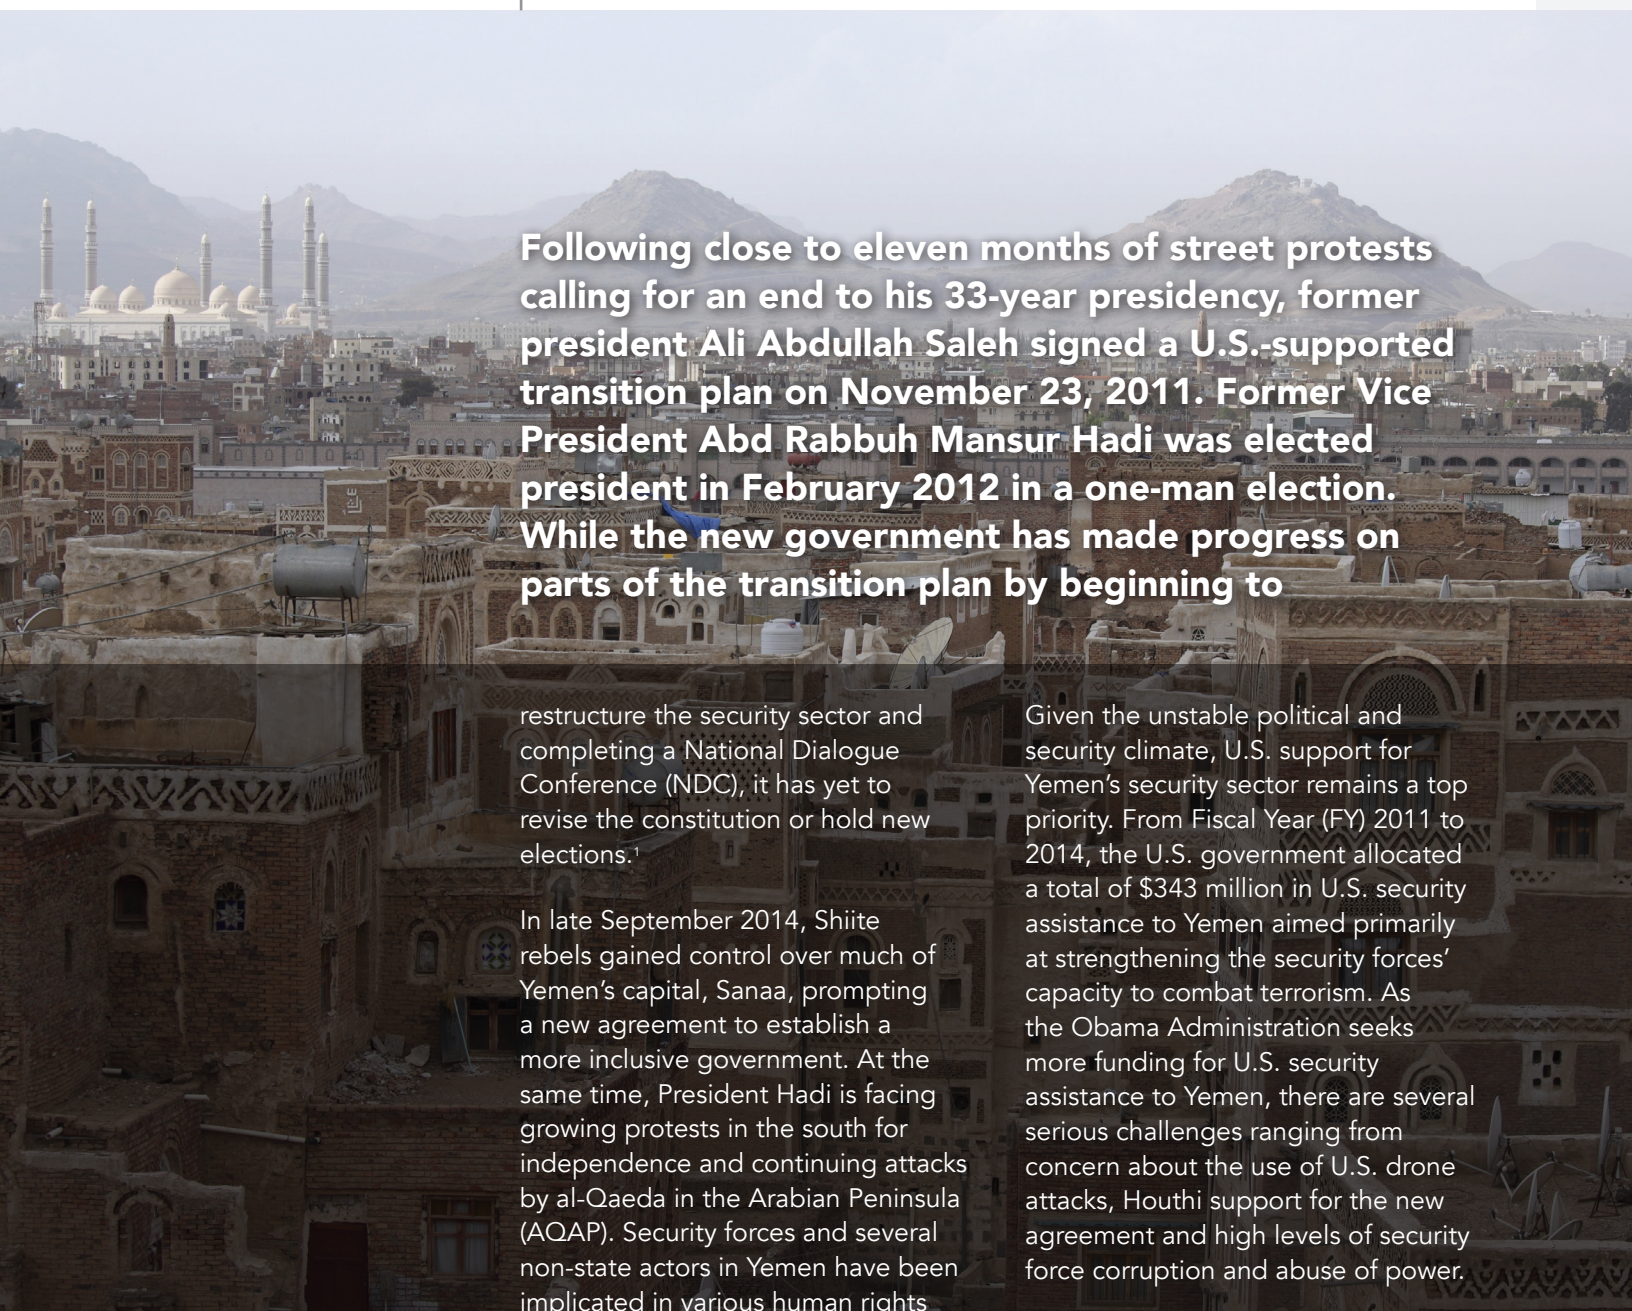 Following close to eleven months of street protests
calling for an end to his 33-year presidency, former
president Ali Abdullah Saleh signed a U.S.-supported
transition plan on November 23, 2011. Former Vice
President Abd Rabbuh Mansur Hadi was elected
president in February 2012 in a one-man election.
While the new government has made progress on
parts of the transition plan by beginning to
restructure the security sector and
completing a National Dialogue
Conference (NDC), it has yet to
revise the constitution or hold new
elections.1
In late September 2014, Shiite
rebels gained control over much of
Yemen’s capital, Sanaa, prompting
a new agreement to establish a
more inclusive government. At the
same time, President Hadi is facing
growing protests in the south for
independence and continuing attacks
by al-Qaeda in the Arabian Peninsula
(AQAP). Security forces and several
non-state actors in Yemen have been
implicated in various human rights
Given the unstable political and
security climate, U.S. support for
Yemen’s security sector remains a top
priority. From Fiscal Year (FY) 2011 to
2014, the U.S. government allocated
a total of $343 million in U.S. security
assistance to Yemen aimed primarily
at strengthening the security forces’
capacity to combat terrorism. As
the Obama Administration seeks
more funding for U.S. security
assistance to Yemen, there are several
serious challenges ranging from
concern about the use of U.S. drone
attacks, Houthi support for the new
agreement and high levels of security
force corruption and abuse of power.